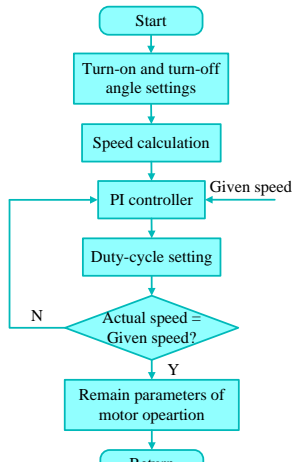 Start
Turn-on and turn-off
angle settings
Speed calculation
Given speed
PI controller
Duty-cycle setting
N
Actual speed =
Given speed?
Y
Remain parameters of
motor opeartion
Return